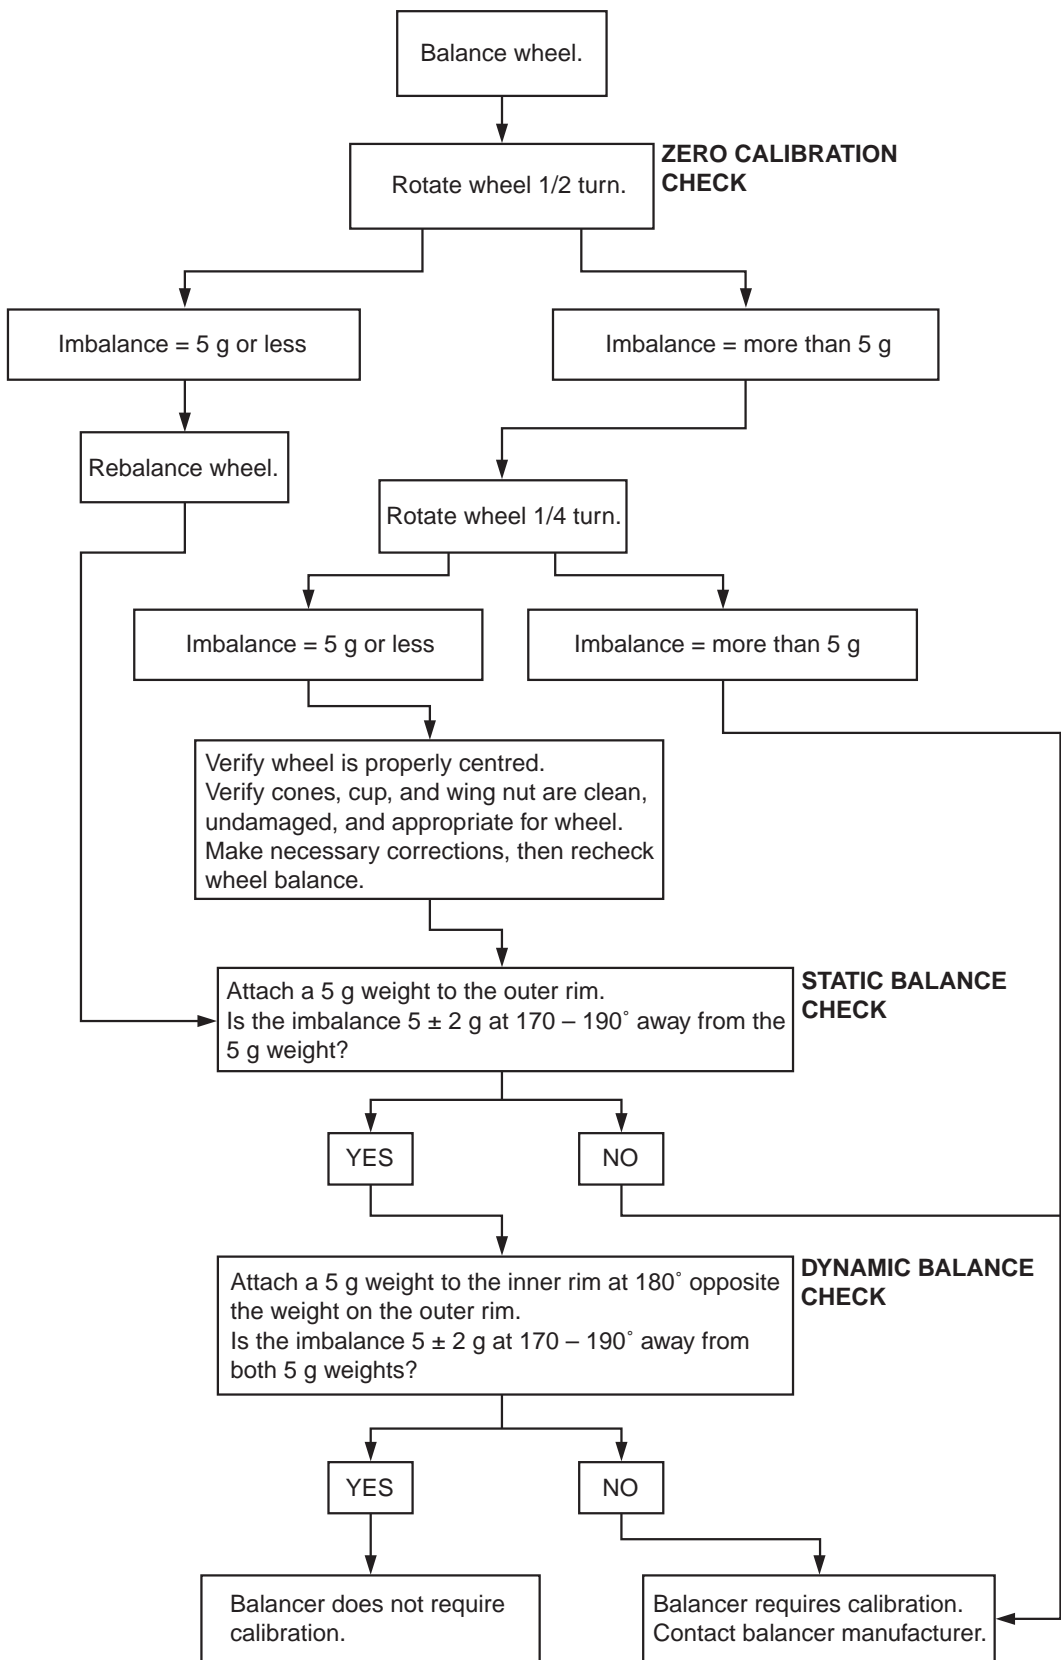 Balance wheel.
ZERO CALIBRATION
CHECK
Rotate wheel 1/2 turn.
Imbalance = 5 g or less
Imbalance = more than 5 g
Rebalance wheel.
Rotate wheel 1/4 turn.
Imbalance = 5 g or less
Imbalance = more than 5 g
Verify wheel is properly centred.
Verify cones, cup, and wing nut are clean,
undamaged, and appropriate for wheel.
Make necessary corrections, then recheck
wheel balance.
STATIC BALANCE
CHECK
Attach a 5 g weight to the outer rim.
Is the imbalance 5 ± 2 g at 170 – 190˚ away from the
5 g weight?
YES
NO
DYNAMIC BALANCE
CHECK
Attach a 5 g weight to the inner rim at 180˚ opposite
the weight on the outer rim.
Is the imbalance 5 ± 2 g at 170 – 190˚ away from
both 5 g weights?
YES
NO
Balancer does not require
calibration.
Balancer requires calibration.
Contact balancer manufacturer.